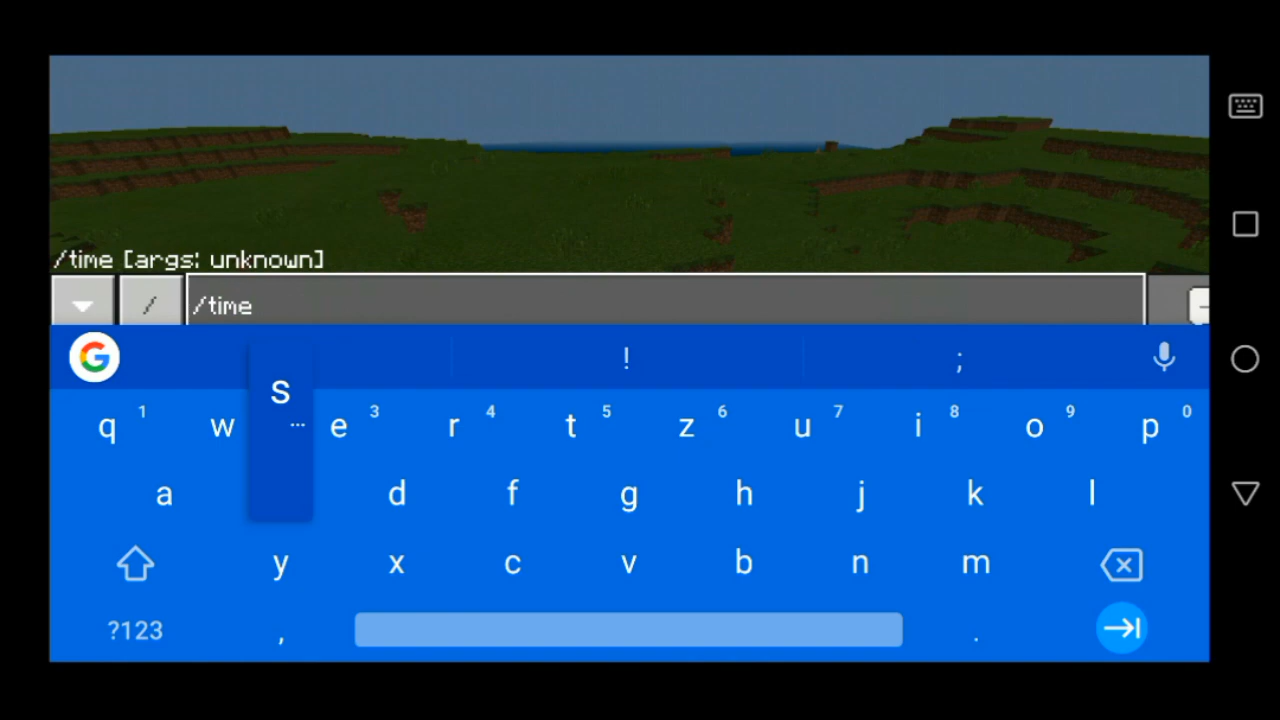 /time [args: unknown]
/ /time
G ! ;
s
q 1 w e 3 r 4 t 5 z 6 u 7 i 8 o 9 p 0
a d f g h j k l
y x c v b n m
?123 , .